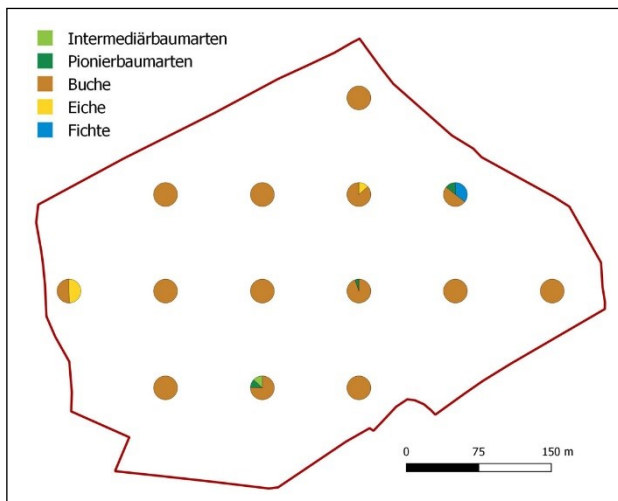 Intermediärbaumarten
Pionierbaumarten
Buche
Eiche
Fichte
0 75 150 m